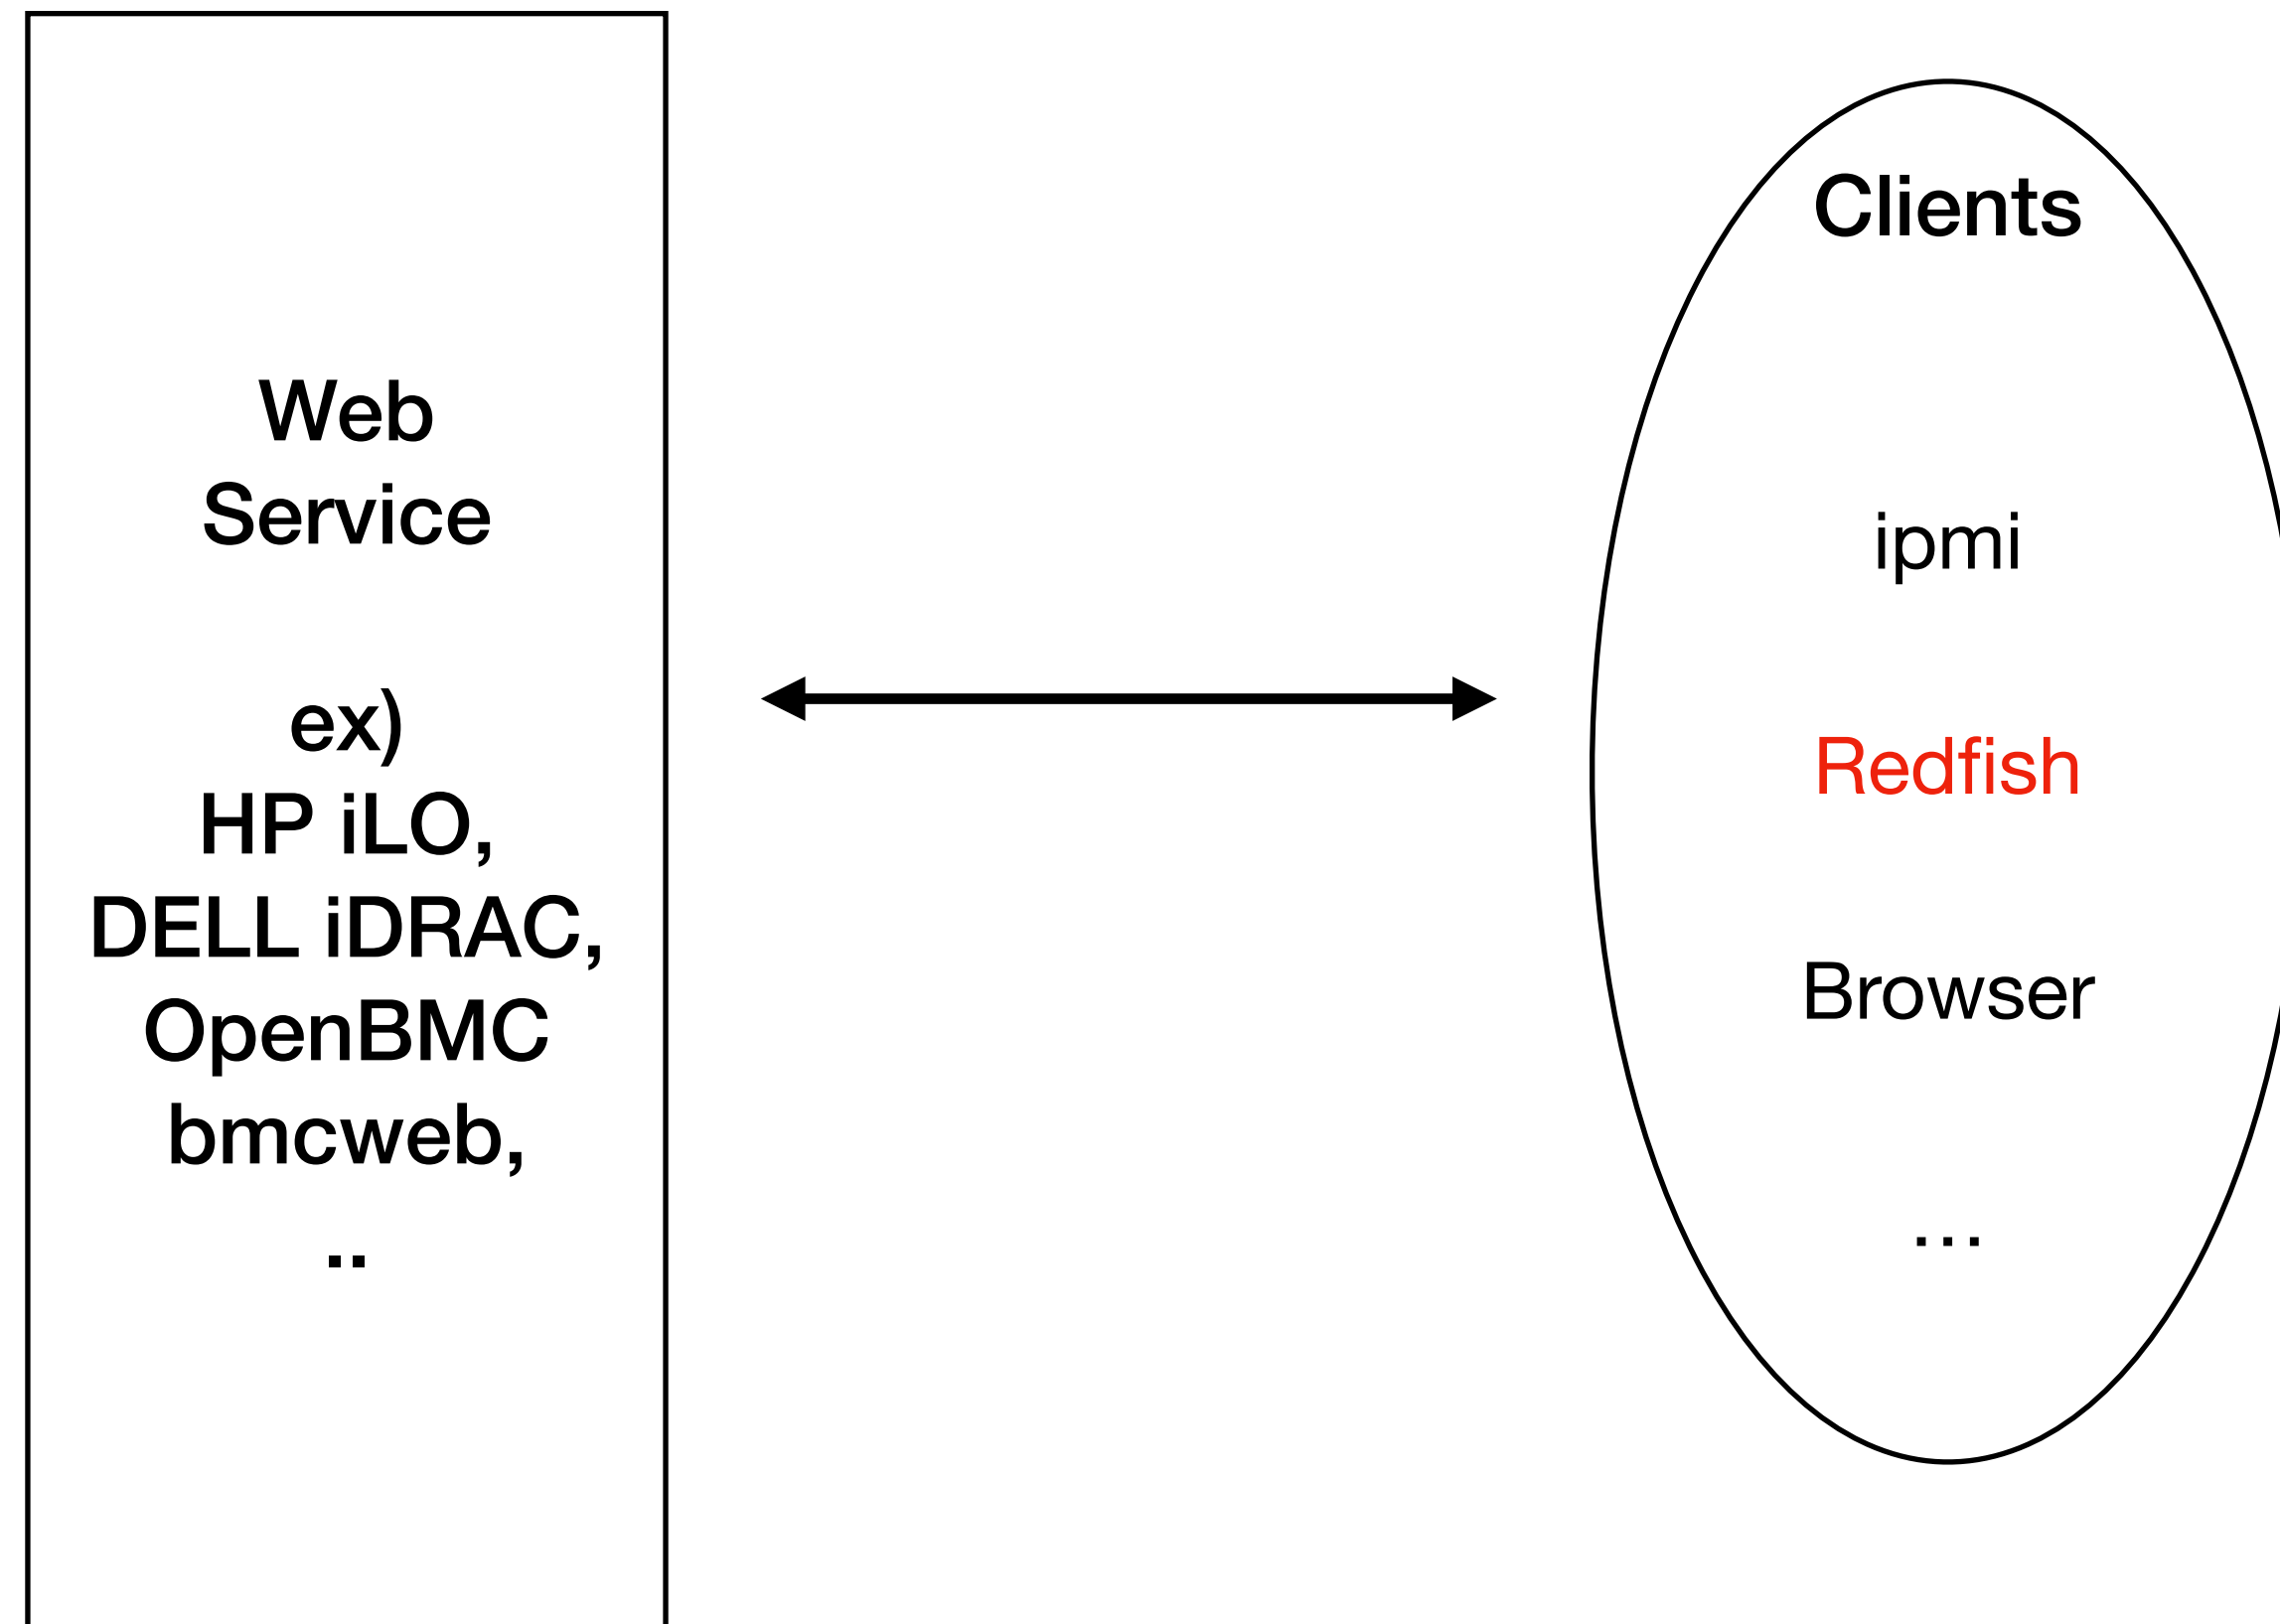 Web
Service
ex)
HP iLO,
DELL iDRAC,
OpenBMC
bmcweb,
..
Clients
ipmi
Redfish
Browser
...